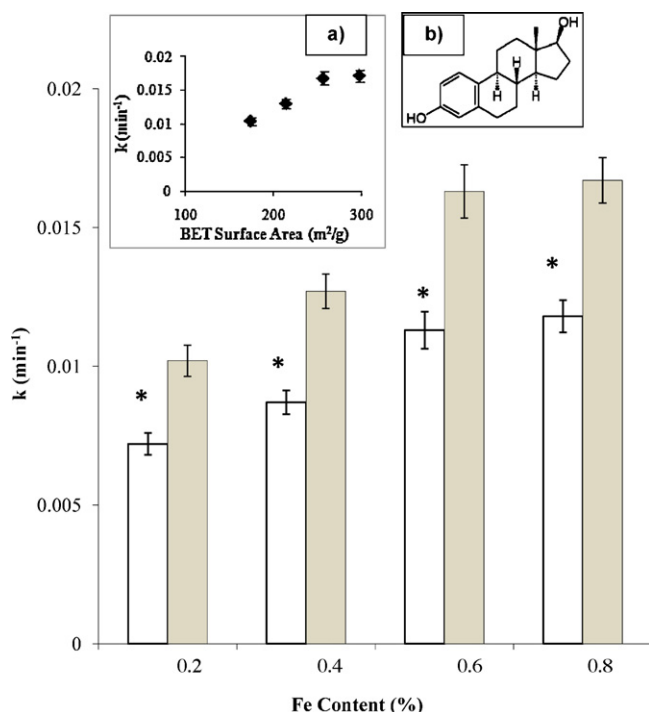 a)
0.02
0.015
0.01
0.005
0
k (min⁻¹)
100 200 300
BET Surface Area (m²/g)
b)
OH
H
H H
HO
0.02
0.015
0.01
0.005
0
k (min⁻¹)
*
*
*
*
0.2 0.4 0.6 0.8
Fe Content (%)